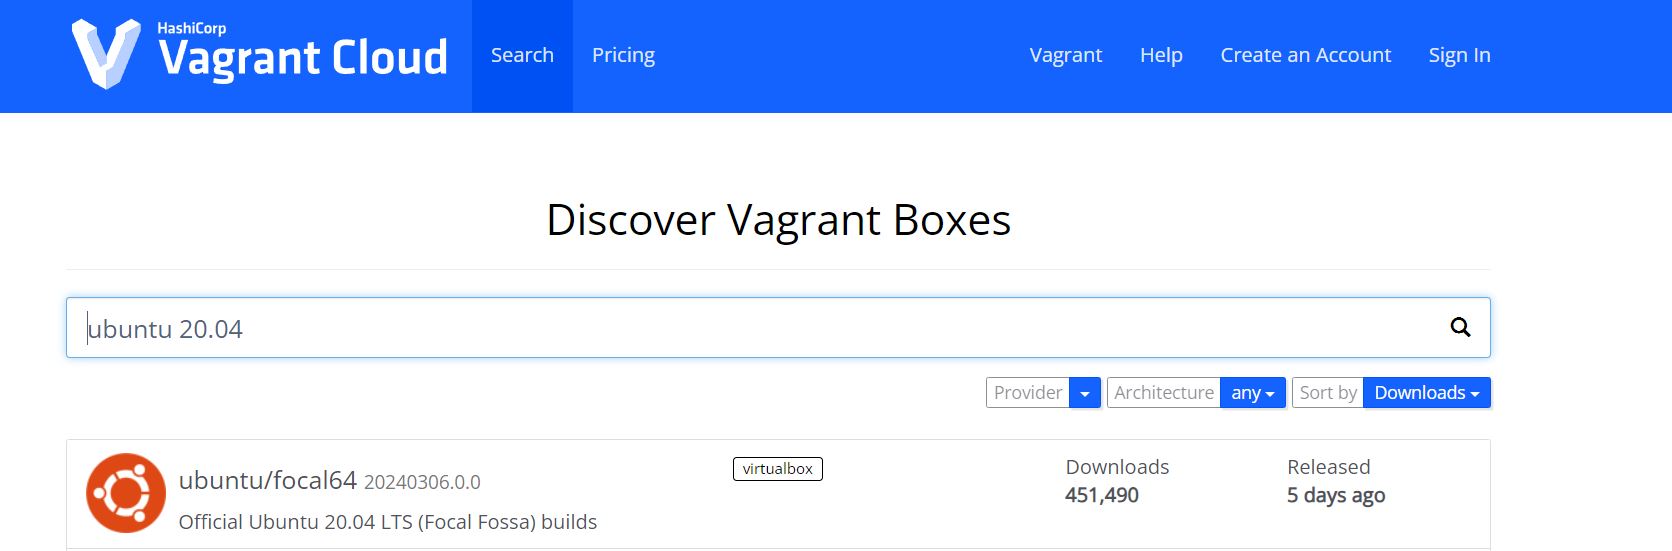 HashiCorp
Vagrant Cloud
Search
Pricing
Vagrant
Help
Create an Account
Sign In
Discover Vagrant Boxes
ubuntu 20.04
Provider
Architecture any
Sort by Downloads
ubuntu/focal64 20240306.0.0
Official Ubuntu 20.04 LTS (Focal Fossa) builds
virtualbox
Downloads
451,490
Released
5 days ago